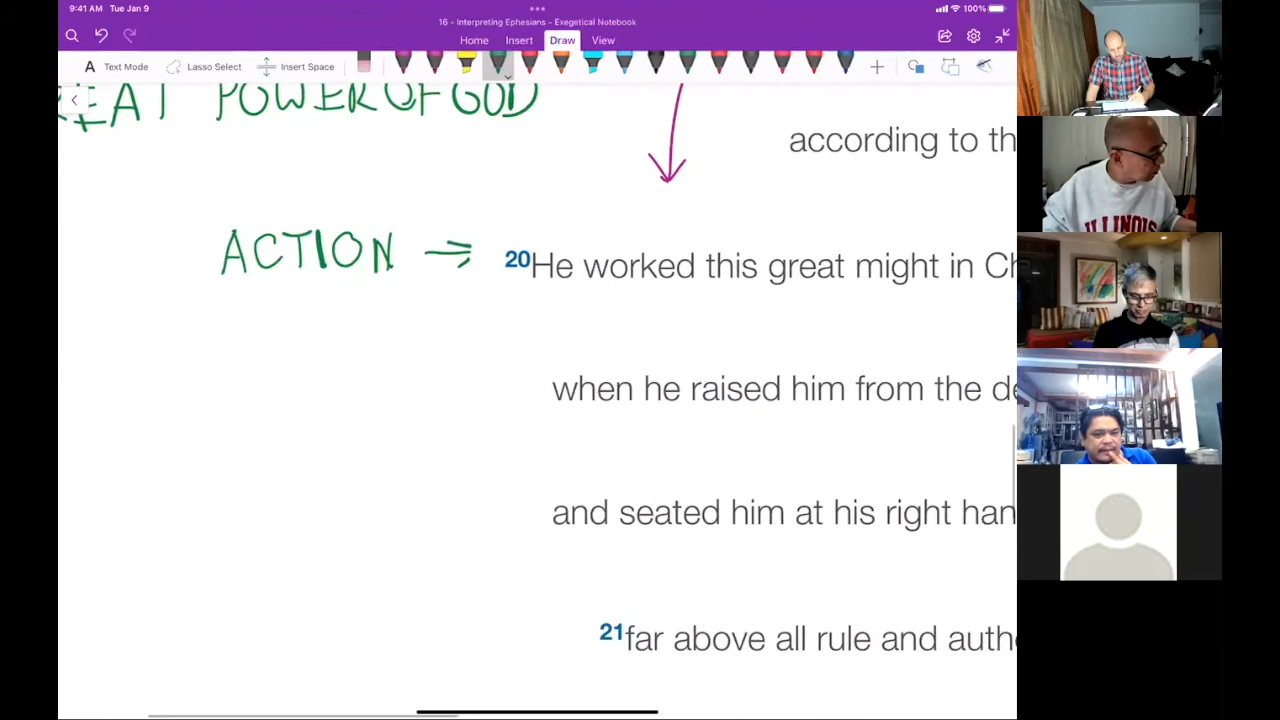 9:41 AM Tue Jan 9
100%
16 - Interpreting Ephesians - Exegetical Notebook
Home Insert Draw View
A Text Mode Lasso Select Insert Space
EAT POWER OF GOD
according to th
ACTION ⇒ 20He worked this great might in Ch
when he raised him from the de
and seated him at his right han
21far above all rule and autho
ILLINOIS